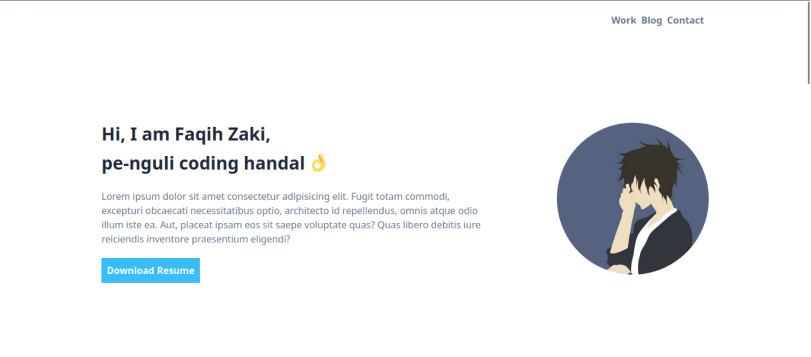 Work Blog Contact
Hi, I am Faqih Zaki,
pe-nguli coding handal 👌
Lorem ipsum dolor sit amet consectetur adipisicing elit. Fugit totam commodi,
excepturi obcaecati necessitatibus optio, architecto id repellendus, omnis atque odio
illum iste ea. Aut, placeat ipsam eos sit saepe voluptate quas? Quas libero debitis iure
reiciendis inventore praesentium eligendi?
Download Resume